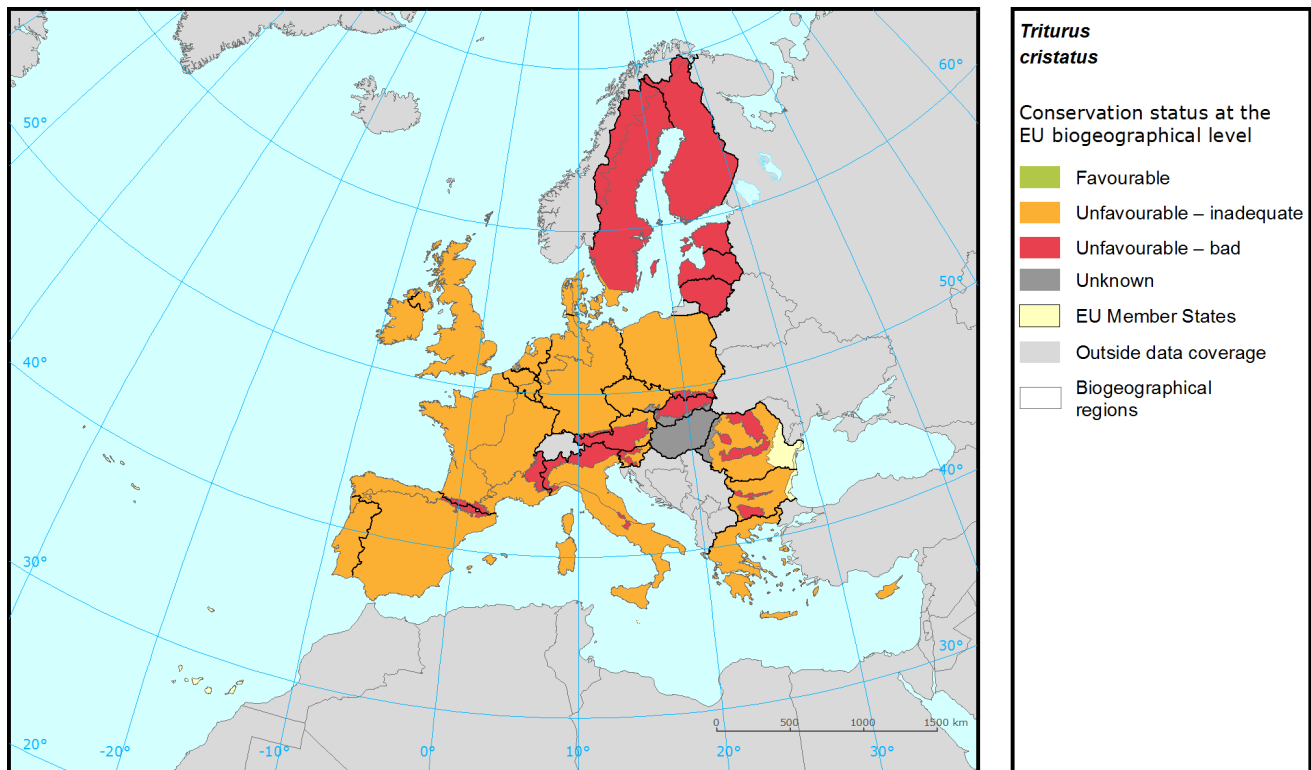 60°
50°
50°
40°
40°
30°
30°
20°
-20°
-10°
0°
10°
20°
30°
0
500
1000
1500 km
Triturus
cristatus
Conservation status at the
EU biogeographical level
Favourable
Unfavourable – inadequate
Unfavourable – bad
Unknown
EU Member States
Outside data coverage
Biogeographical
regions